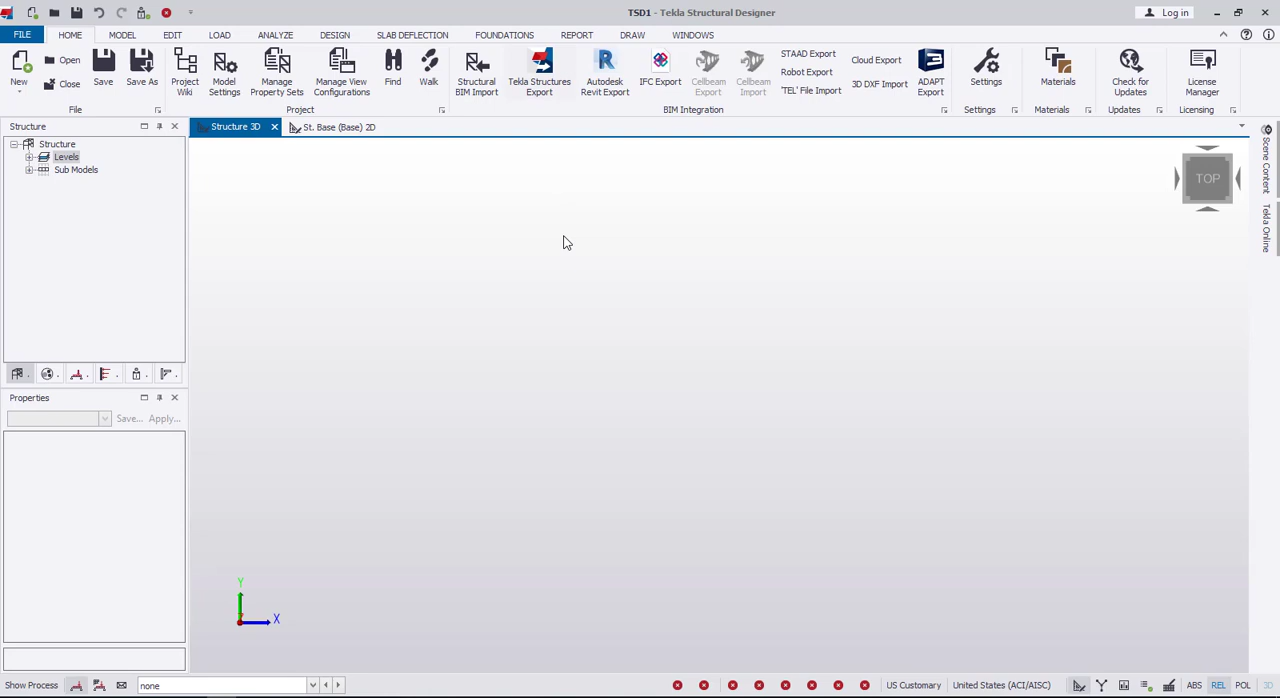 TSD1 - Tekla Structural Designer
Log in
FILE HOME MODEL EDIT LOAD ANALYZE DESIGN SLAB DEFLECTION FOUNDATIONS REPORT DRAW WINDOWS
New
Open
Close
Save
Save As
File
Project Wiki
Model Settings
Manage Property Sets
Manage View Configurations
Find
Walk
Project
Structural BIM Import
Tekla Structures Export
Autodesk Revit Export
IFC Export
Cellbeam Export
Cellbeam Import
STAAD Export
Robot Export
'TEL' File Import
Cloud Export
3D DXF Import
ADAPT Export
BIM Integration
Settings
Settings
Materials
Materials
Check for Updates
Updates
License Manager
Licensing
Structure
Structure
Levels
Sub Models
Structure 3D
St. Base (Base) 2D
TOP
Scene Content
Tekla Online
Properties
Save... Apply...
Y
X
Show Process
none
US Customary
United States (ACI/AISC)
ABS REL POL 3D